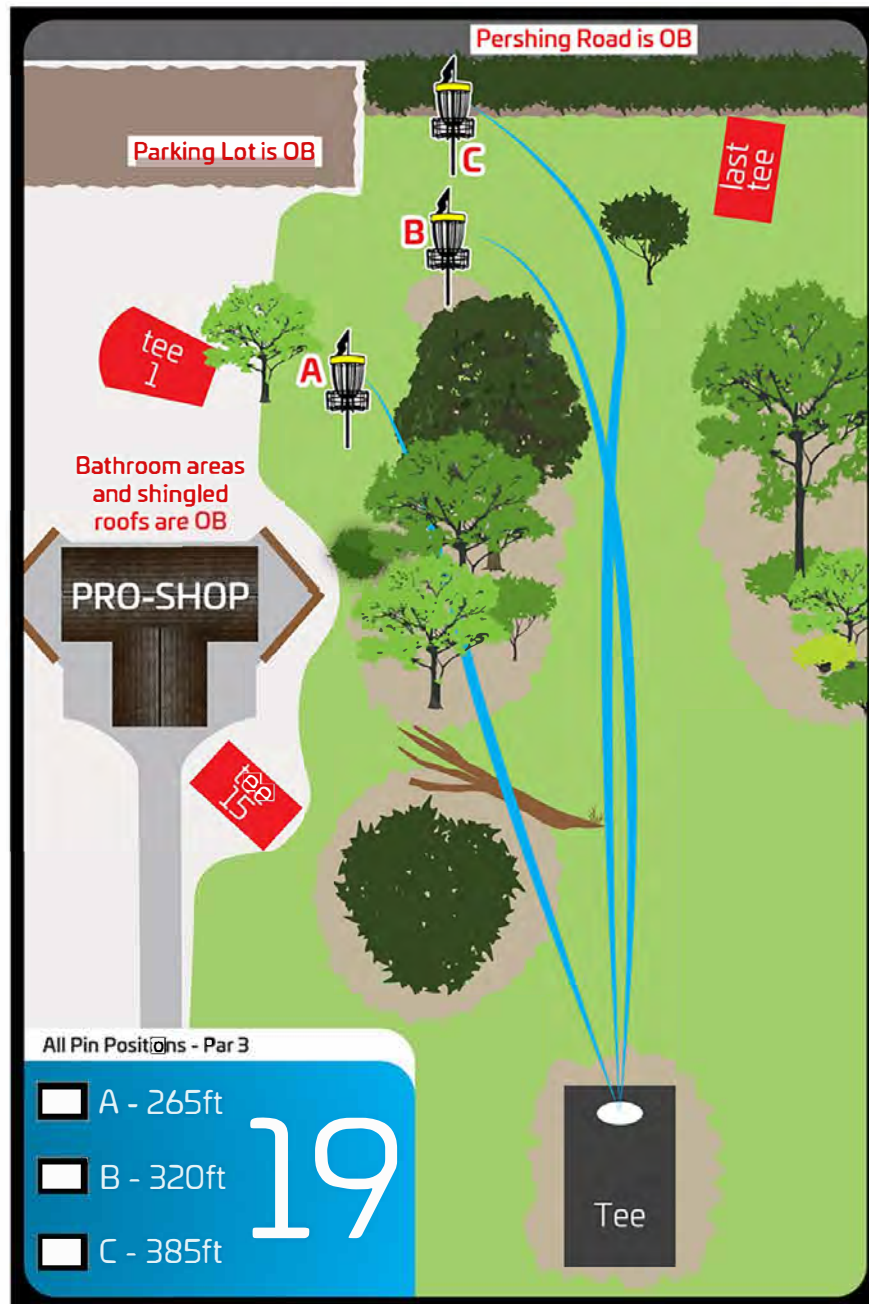 Pershing Road is OB
Parking Lot is OB
C
last
tee
B
tee
1
A
Bathroom areas
and shingled
roofs are OB
PRO-SHOP
tee
15
All Pin Positions - Par 3
A - 265ft
B - 320ft
C - 385ft
19
Tee